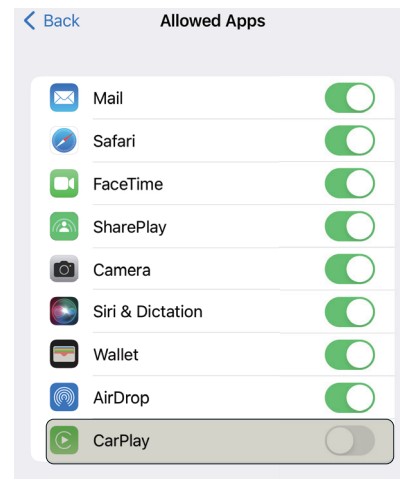 Back Allowed Apps
Mail
Safari
FaceTime
SharePlay
Camera
Siri & Dictation
Wallet
AirDrop
CarPlay